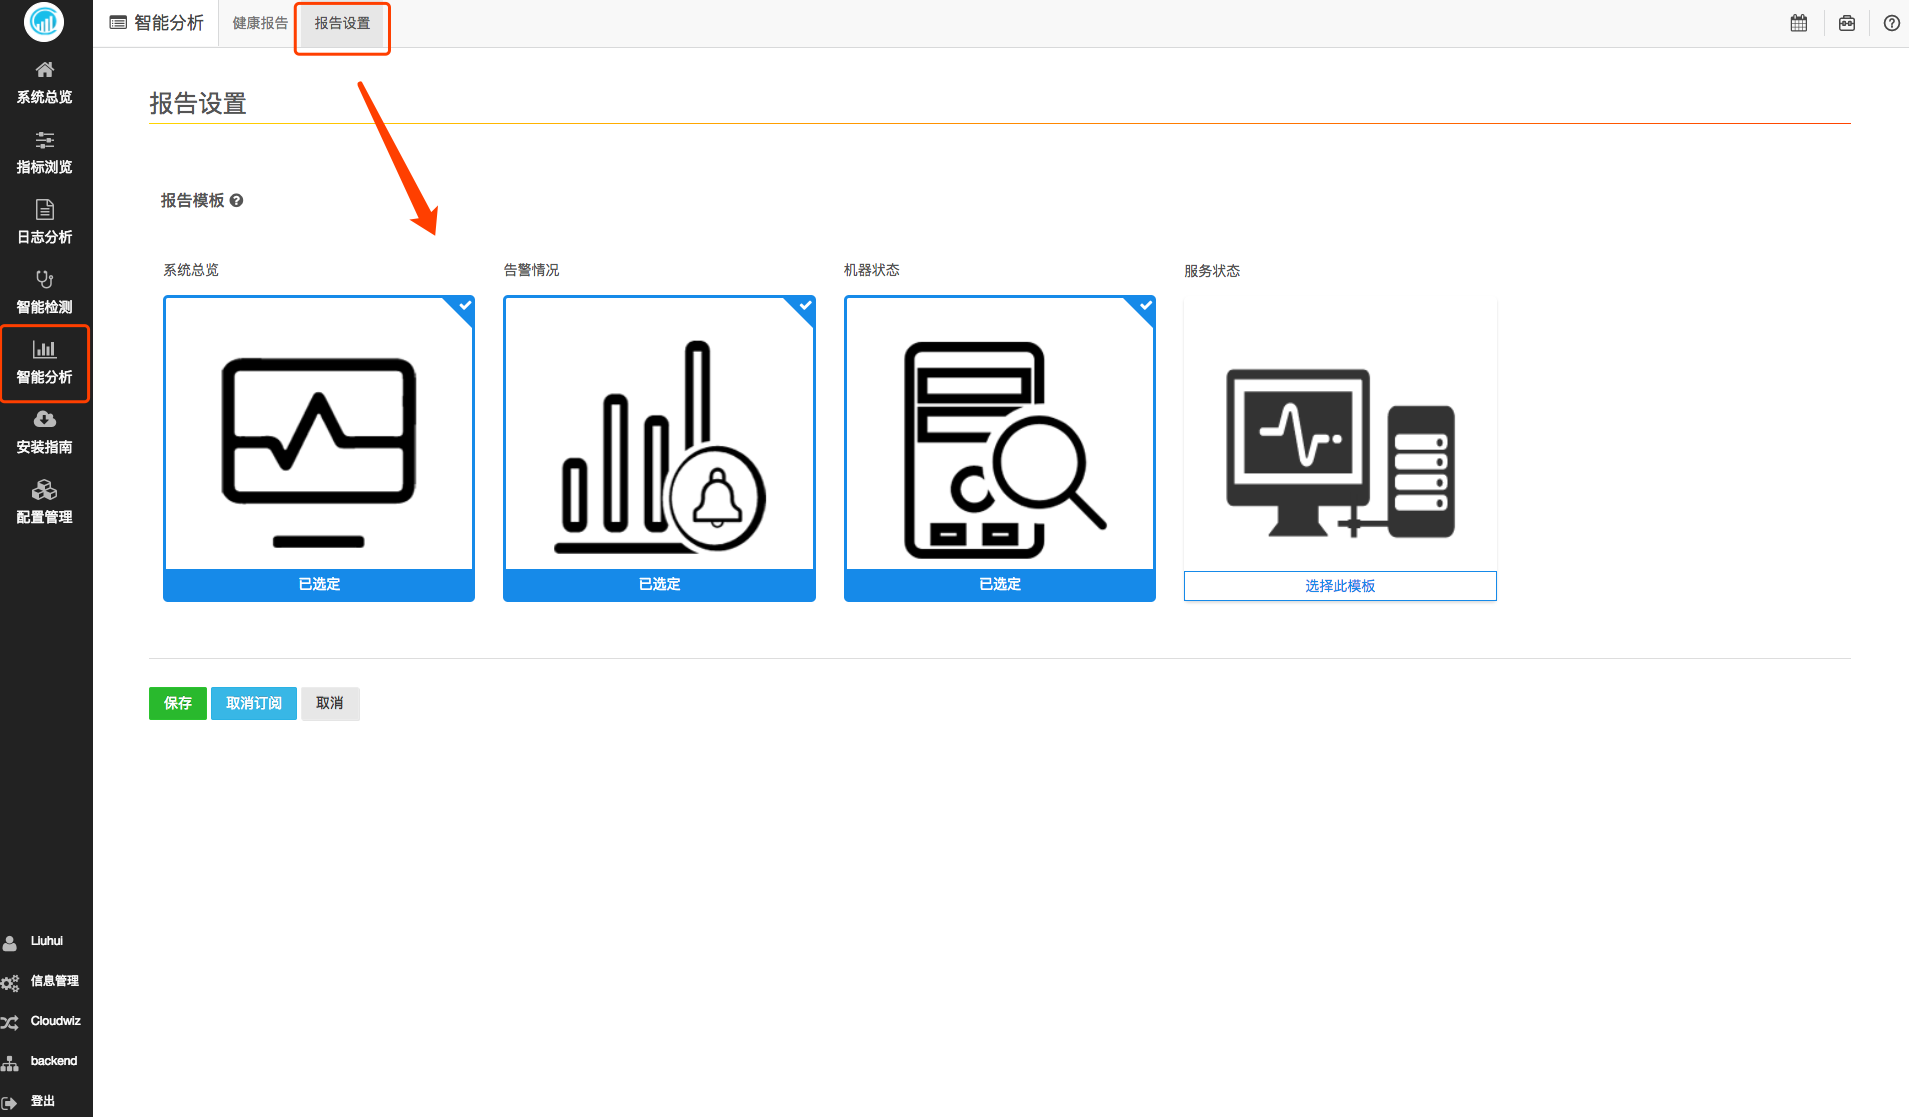 智能分析
健康报告
报告设置
系统总览
指标浏览
日志分析
智能检测
智能分析
安装指南
配置管理
报告设置
报告模板
系统总览
告警情况
机器状态
服务状态
已选定
已选定
已选定
选择此模板
保存
取消订阅
取消
Liuhui
信息管理
Cloudwiz
backend
登出